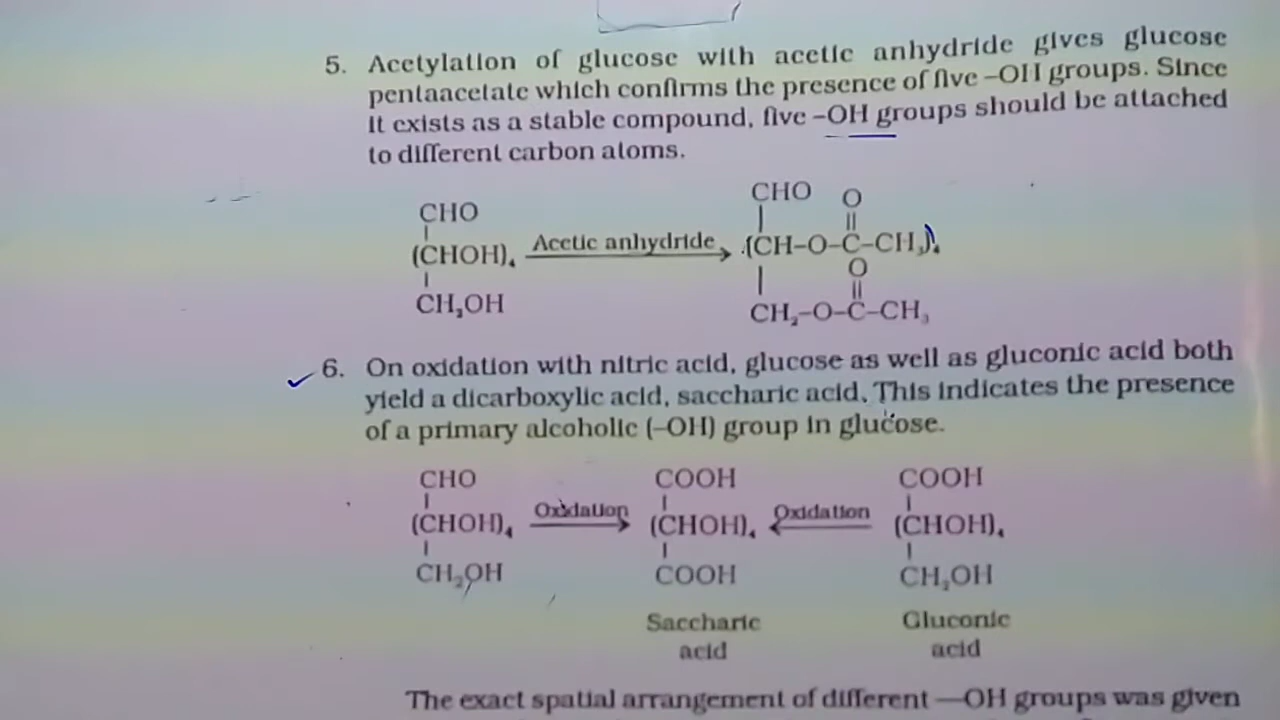 5. Acetylation of glucose with acetic anhydride gives glucose
pentaacetate which confirms the presence of five –OH groups. Since
it exists as a stable compound, five –OH groups should be attached
to different carbon atoms.
CHO
(CHOH)₄
CH₂OH
Acetic anhydride
CHO O
(CH–O–C–CH₃)₄
O
CH₂–O–C–CH₃
6. On oxidation with nitric acid, glucose as well as gluconic acid both
yield a dicarboxylic acid, saccharic acid. This indicates the presence
of a primary alcoholic (–OH) group in glucose.
CHO COOH COOH
(CHOH)₄ Oxidation (CHOH)₄ Oxidation (CHOH)₄
CH₂OH COOH CH₂OH
Saccharic Gluconic
acid acid
The exact spatial arrangement of different —OH groups was given